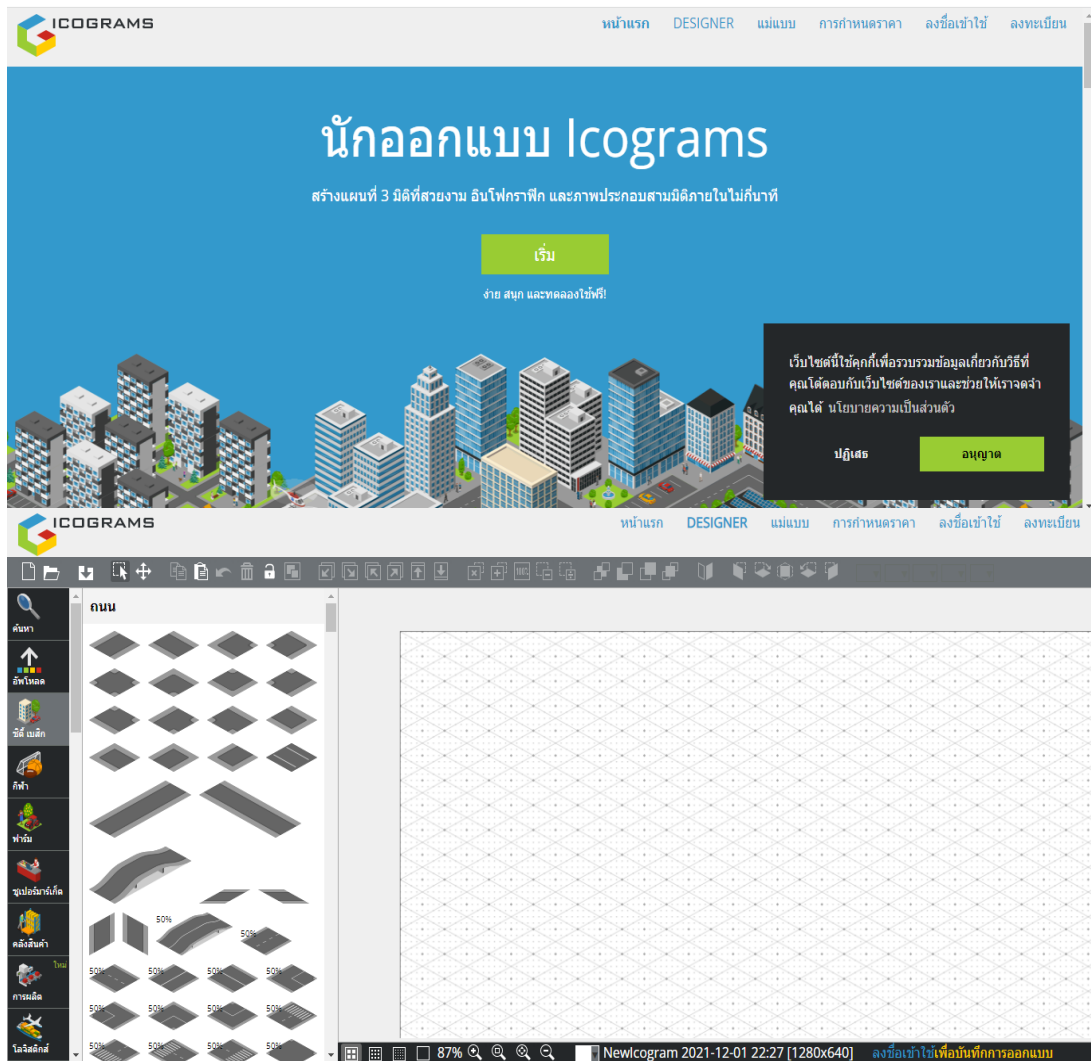 ICOGRAMS
หน้าแรก DESIGNER แม่แบบ การกำหนดราคา ลงชื่อเข้าใช้ ลงทะเบียน
นักออกแบบ Icograms
สร้างแผนที่ 3 มิติที่สวยงาม อินโฟกราฟิก และภาพประกอบสามมิติภายในไม่กี่นาที
เริ่ม
ง่าย สนุก และทดลองใช้ฟรี!
เว็บไซต์นี้ใช้คุกกี้เพื่อรวบรวมข้อมูลเกี่ยวกับวิธีที่
คุณโต้ตอบกับเว็บไซต์ของเราและช่วยให้เราจดจำ
คุณได้ นโยบายความเป็นส่วนตัว
ปฏิเสธ อนุญาต
ICOGRAMS
หน้าแรก DESIGNER แม่แบบ การกำหนดราคา ลงชื่อเข้าใช้ ลงทะเบียน
ค้นหา
อัพโหลด
ซิตี้ เบสิก
กีฬา
ฟาร์ม
ซูเปอร์มาร์เก็ต
คลังสินค้า
ใหม่
การผลิต
โลจิสติกส์
ถนน
50%
50%
50% 50% 50% 50%
50% 50% 50% 50%
50% 50% 50% 50%
87% NewIcogram 2021-12-01 22:27 [1280x640] ลงชื่อเข้าใช้เพื่อบันทึกการออกแบบ